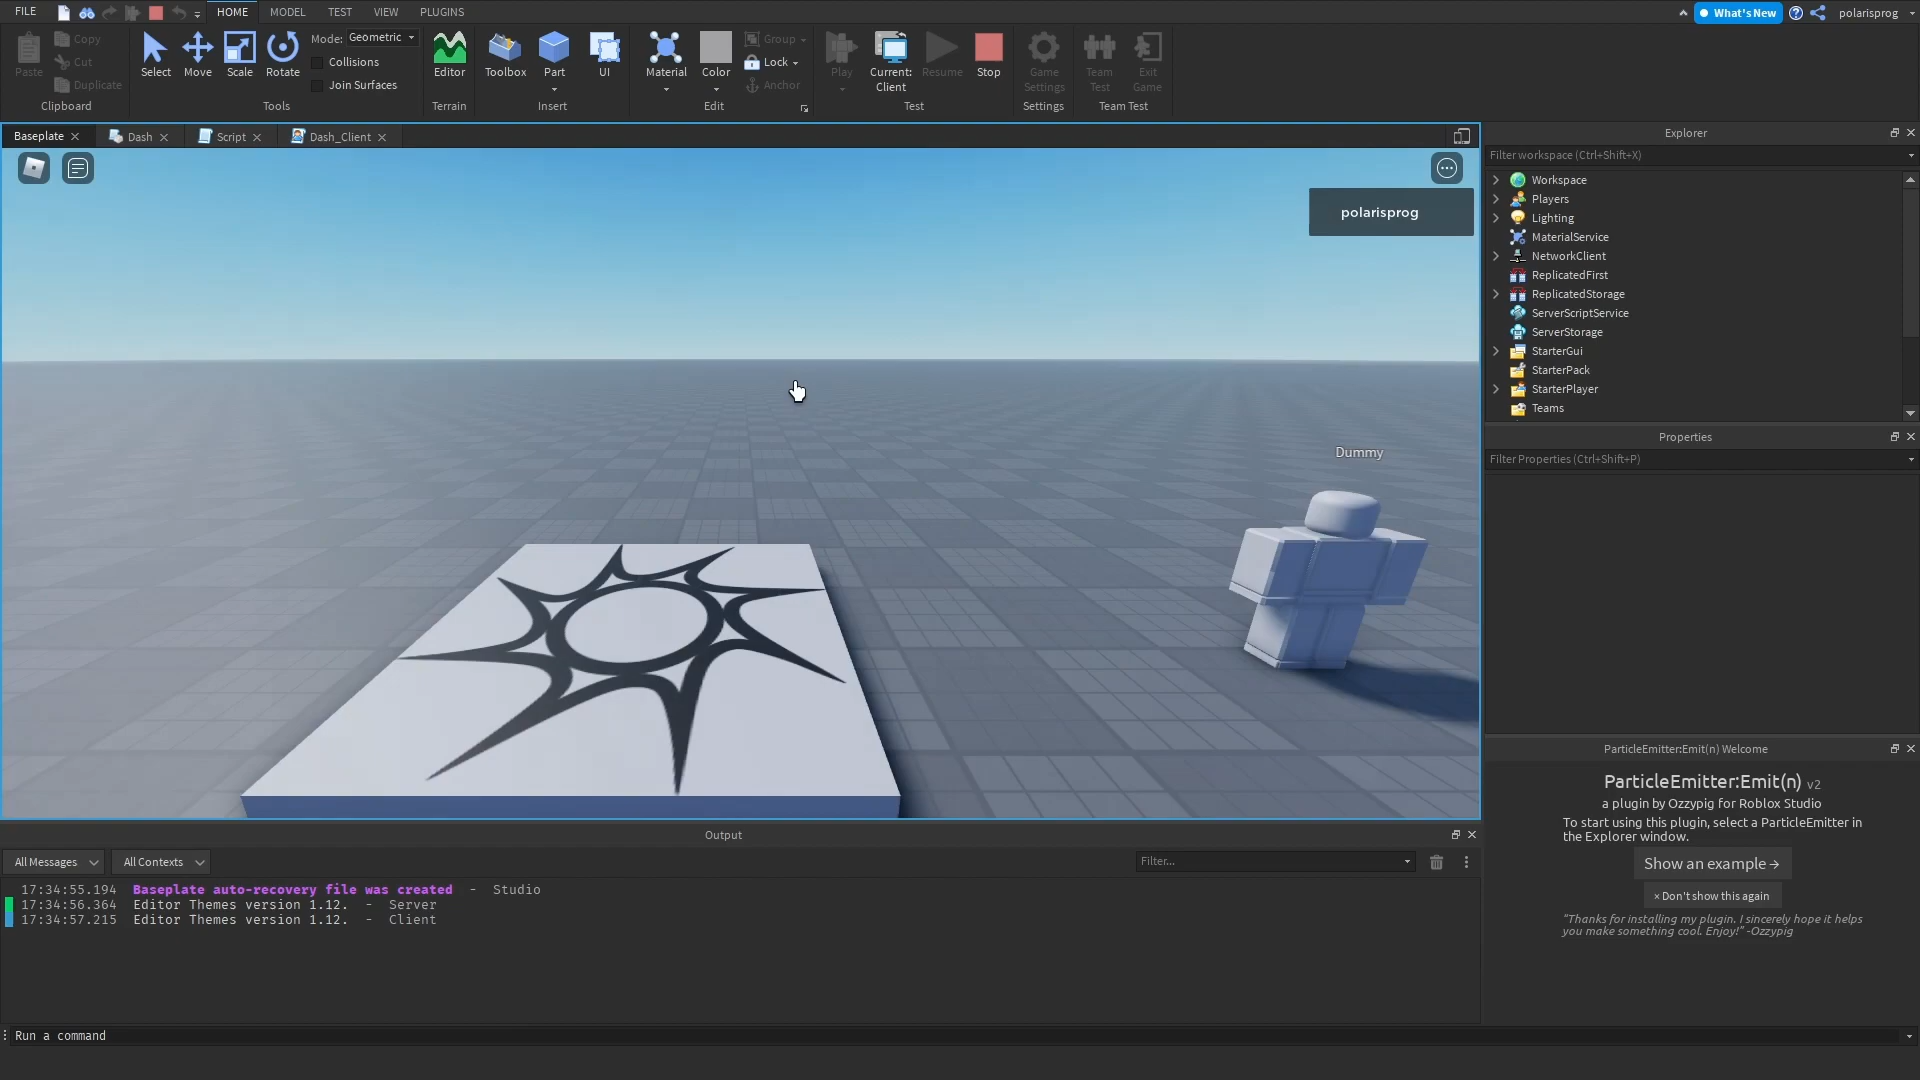 FILE HOME MODEL TEST VIEW PLUGINS What's New polarisprog
Paste Copy Cut Duplicate Clipboard
Select Move Scale Rotate Mode: Geometric Collisions Join Surfaces Tools
Editor Terrain
Toolbox Part UI Insert
Material Color Group Lock Anchor Edit
Play Current: Client Resume Stop Test
Game Settings Settings
Team Test Exit Game Team Test
Baseplate Dash Script Dash_Client
polarisprog
Dummy
Explorer
Filter workspace (Ctrl+Shift+X)
Workspace
Players
Lighting
MaterialService
NetworkClient
ReplicatedFirst
ReplicatedStorage
ServerScriptService
ServerStorage
StarterGui
StarterPack
StarterPlayer
Teams
Properties
Filter Properties (Ctrl+Shift+P)
ParticleEmitter:Emit(n) Welcome
ParticleEmitter:Emit(n) v2
a plugin by Ozzypig for Roblox Studio
To start using this plugin, select a ParticleEmitter in
the Explorer window.
Show an example →
× Don't show this again
"Thanks for installing my plugin. I sincerely hope it helps
you make something cool. Enjoy!" -Ozzypig
Output
All Messages All Contexts Filter...
17:34:55.194 Baseplate auto-recovery file was created - Studio
17:34:56.364 Editor Themes version 1.12. - Server
17:34:57.215 Editor Themes version 1.12. - Client
Run a command